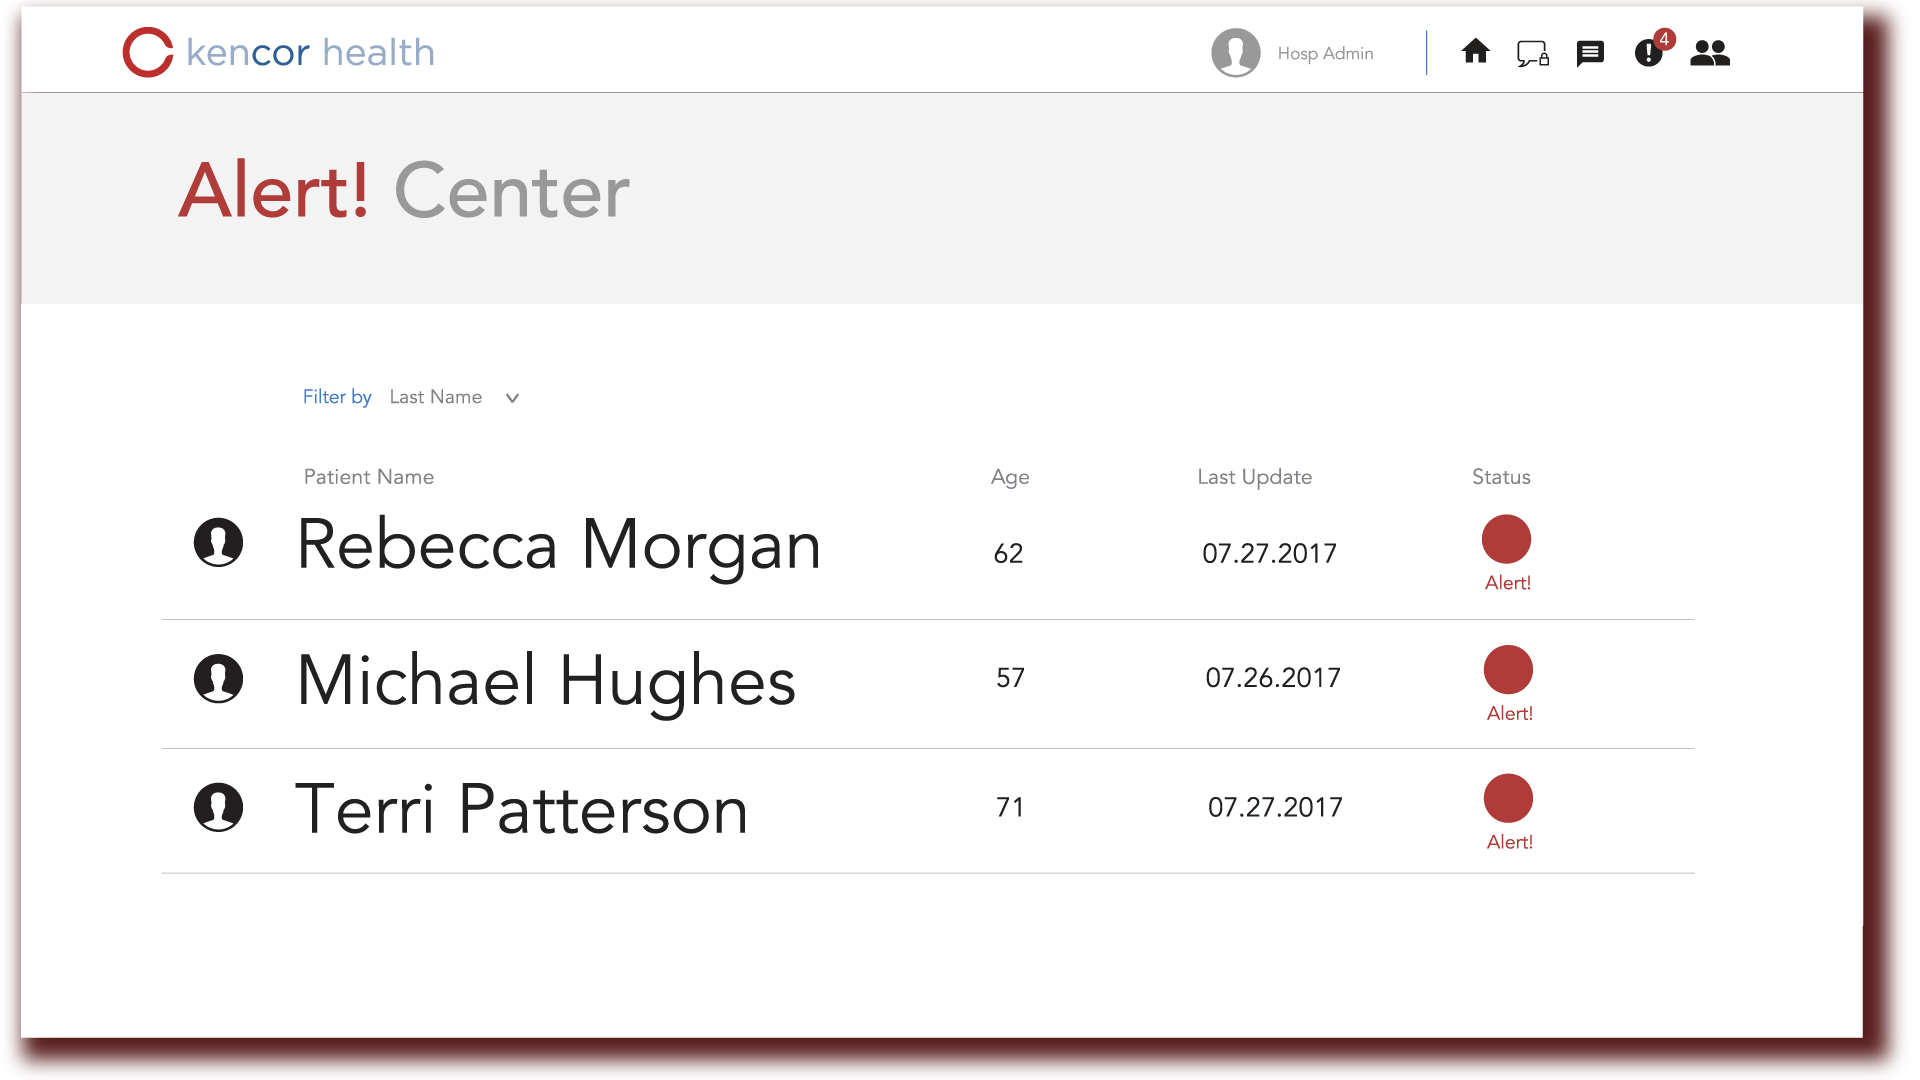 kencor health
Hosp Admin
4
Alert! Center
Filter by Last Name
Patient Name Age Last Update Status
Rebecca Morgan 62 07.27.2017
Alert!
Michael Hughes 57 07.26.2017
Alert!
Terri Patterson 71 07.27.2017
Alert!